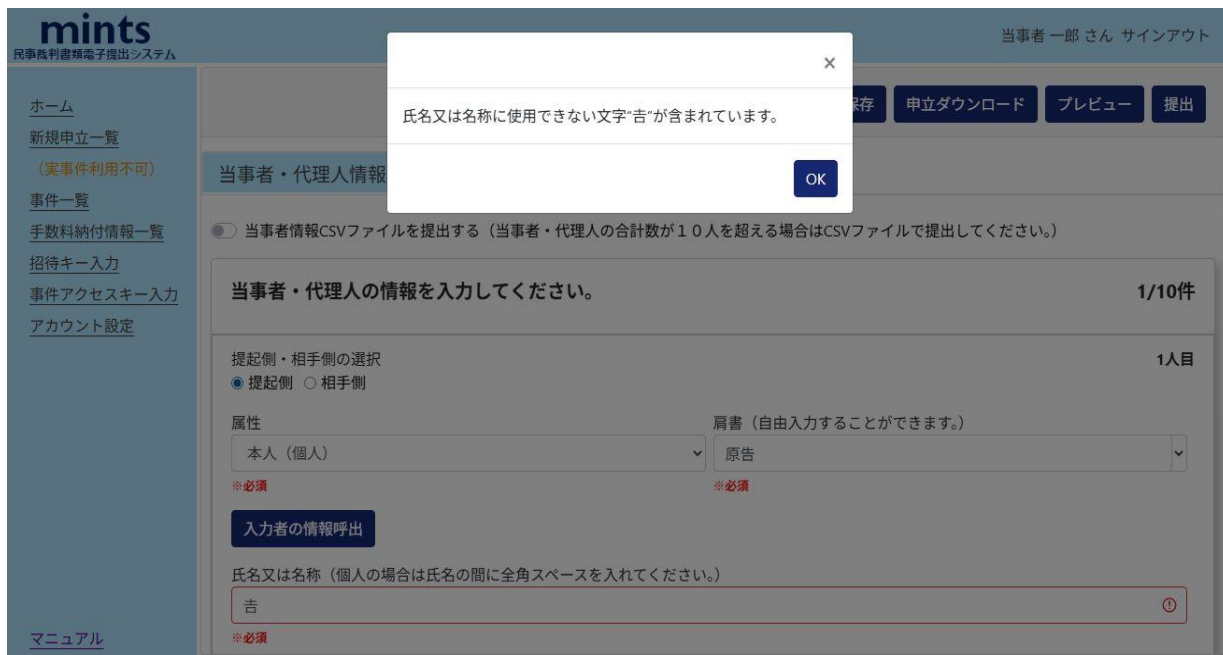 mints
民事裁判書類電子提出システム
当事者 一郎 さん サインアウト
ホーム
新規申立一覧
（実事件利用不可）
事件一覧
手数料納付情報一覧
招待キー入力
事件アクセスキー入力
アカウント設定
マニュアル
×
氏名又は名称に使用できない文字"𠮷"が含まれています。
OK
保存 申立ダウンロード プレビュー 提出
当事者・代理人情報
当事者情報CSVファイルを提出する（当事者・代理人の合計数が１０人を超える場合はCSVファイルで提出してください。）
当事者・代理人の情報を入力してください。 1/10件
提起側・相手側の選択 1人目
提起側 相手側
属性 肩書（自由入力することができます。）
本人（個人） 原告
※必須 ※必須
入力者の情報呼出
氏名又は名称（個人の場合は氏名の間に全角スペースを入れてください。）
𠮷
※必須